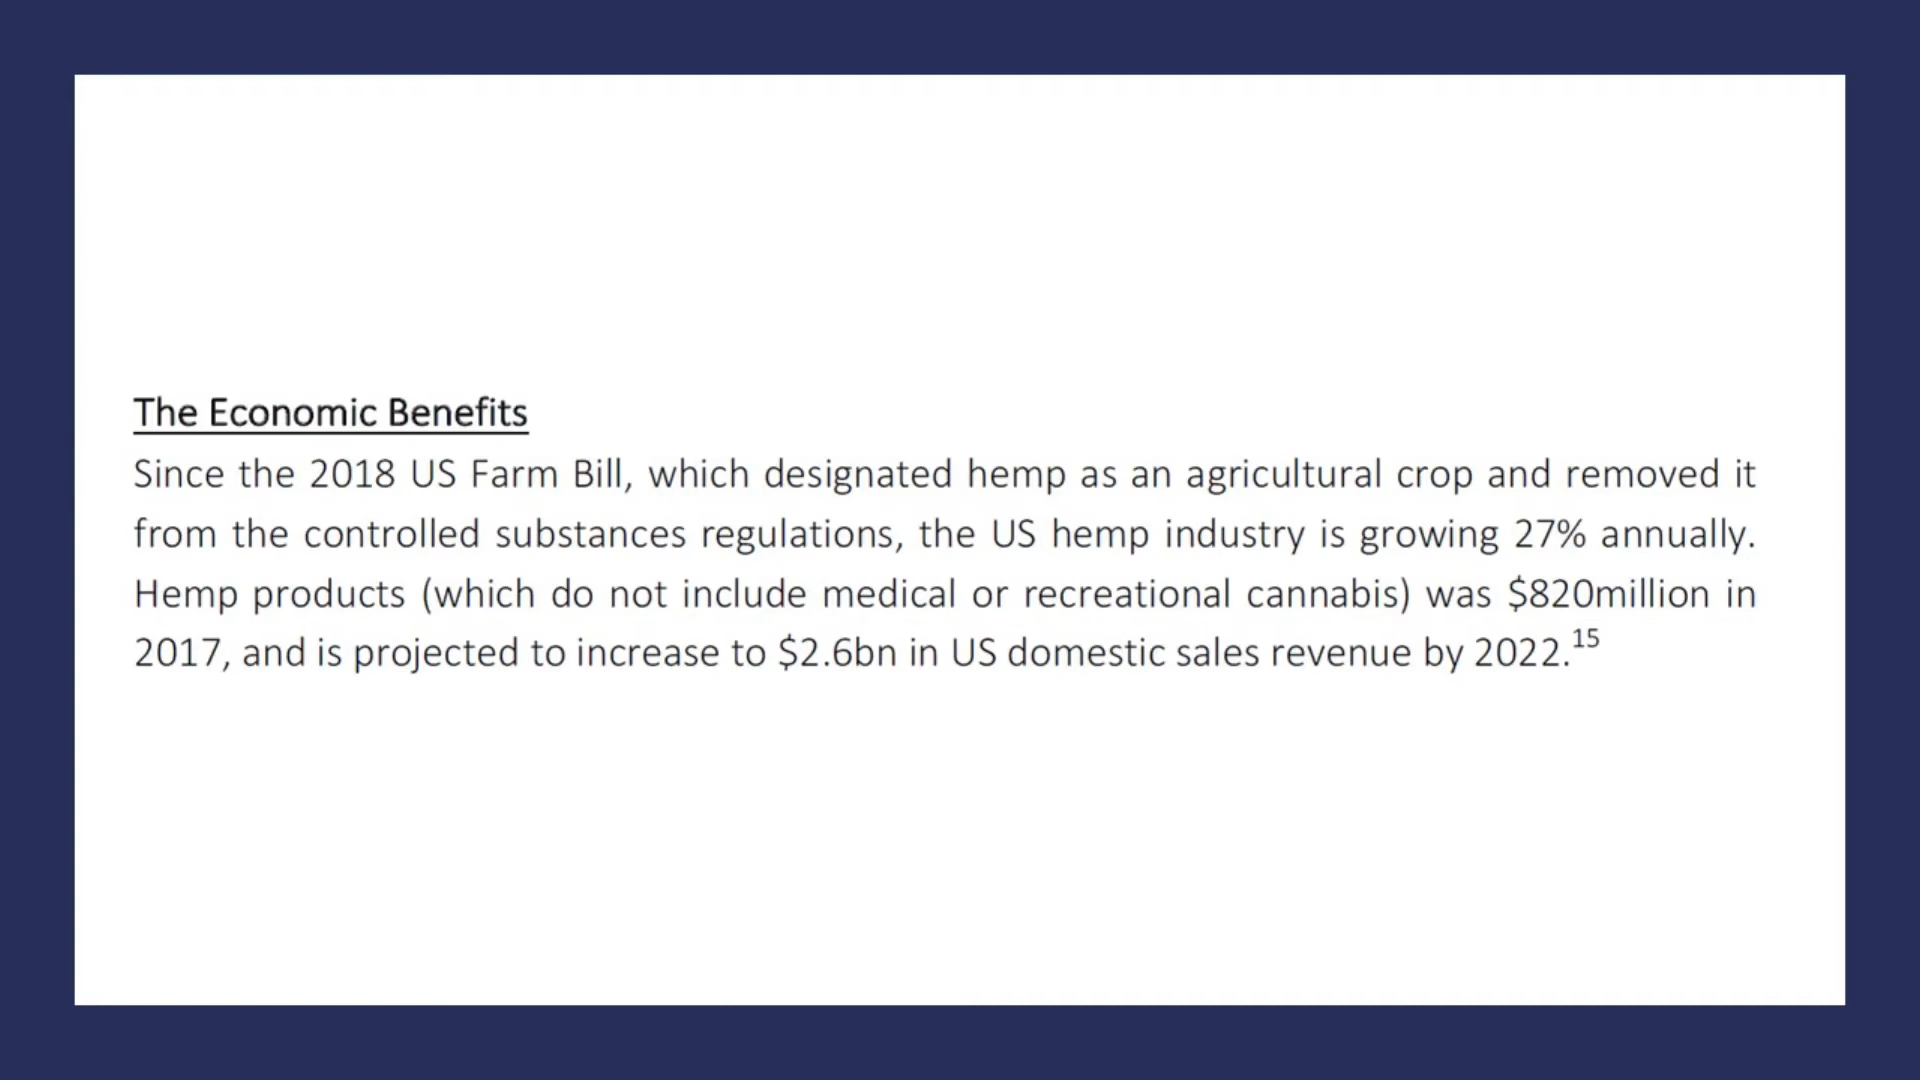 The Economic Benefits
Since the 2018 US Farm Bill, which designated hemp as an agricultural crop and removed it
from the controlled substances regulations, the US hemp industry is growing 27% annually.
Hemp products (which do not include medical or recreational cannabis) was $820million in
2017, and is projected to increase to $2.6bn in US domestic sales revenue by 2022.15